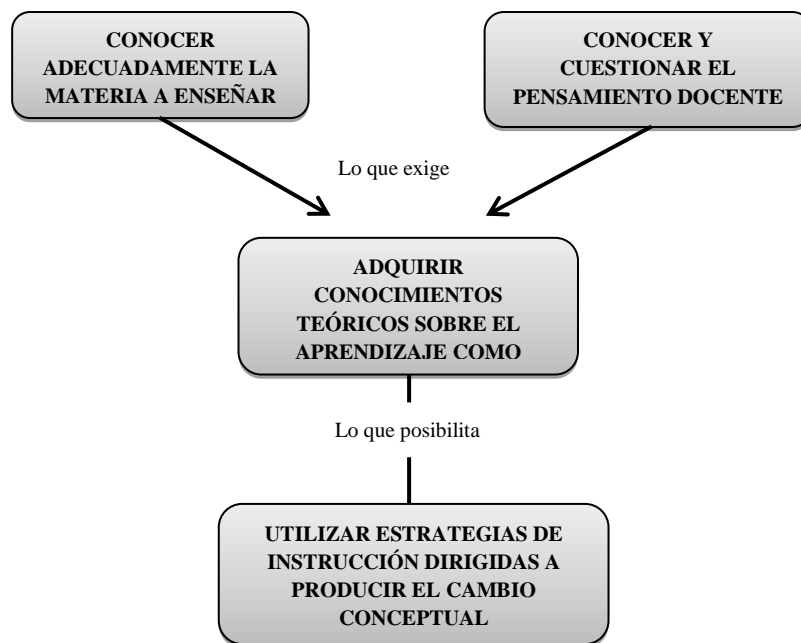 CONOCER
ADECUADAMENTE LA
MATERIA A ENSEÑAR
CONOCER Y
CUESTIONAR EL
PENSAMIENTO DOCENTE
Lo que exige
ADQUIRIR
CONOCIMIENTOS
TEÓRICOS SOBRE EL
APRENDIZAJE COMO
Lo que posibilita
UTILIZAR ESTRATEGIAS DE
INSTRUCCIÓN DIRIGIDAS A
PRODUCIR EL CAMBIO
CONCEPTUAL